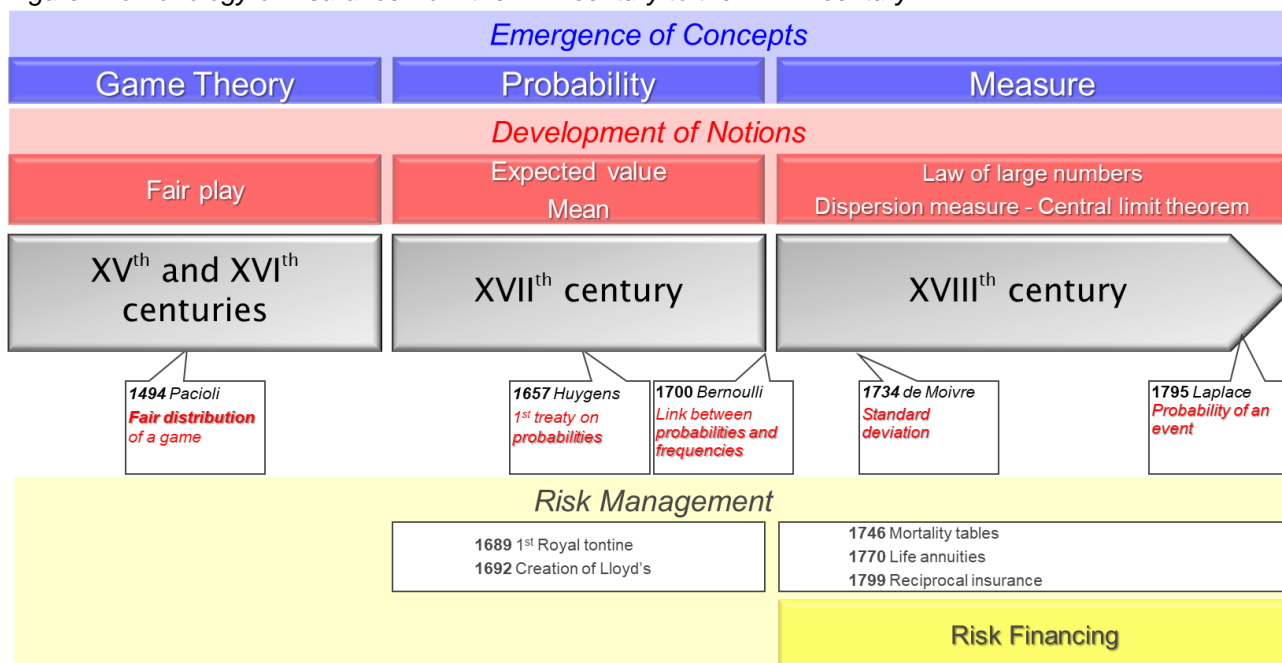 Emergence of Concepts
Game Theory
Probability
Measure
Development of Notions
Fair play
Expected value
Mean
Law of large numbers
Dispersion measure - Central limit theorem
XVth and XVIth
centuries
XVIIth century
XVIIIth century
1494 Pacioli
Fair distribution
of a game
1657 Huygens
1st treaty on
probabilities
1700 Bernoulli
Link between
probabilities and
frequencies
1734 de Moivre
Standard
deviation
1795 Laplace
Probability of an
event
Risk Management
1689 1st Royal tontine
1692 Creation of Lloyd's
1746 Mortality tables
1770 Life annuities
1799 Reciprocal insurance
Risk Financing